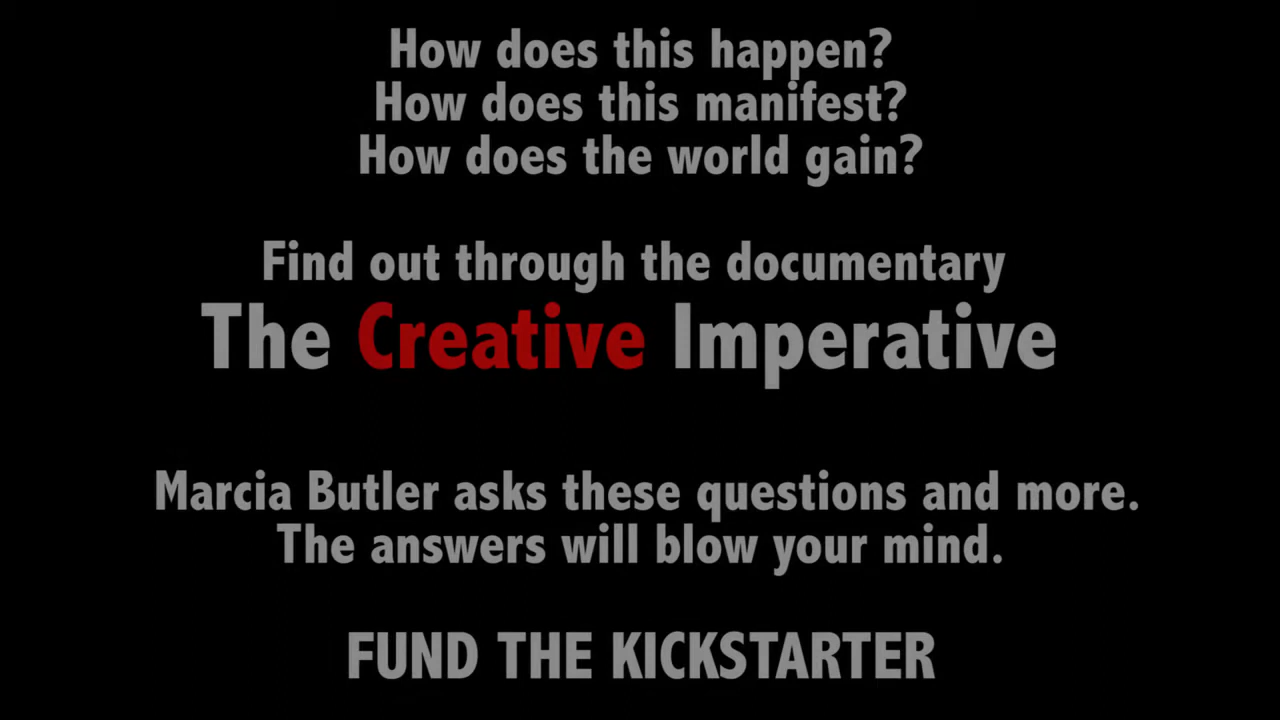 How does this happen?
How does this manifest?
How does the world gain?
Find out through the documentary
The Creative Imperative
Marcia Butler asks these questions and more.
The answers will blow your mind.
FUND THE KICKSTARTER